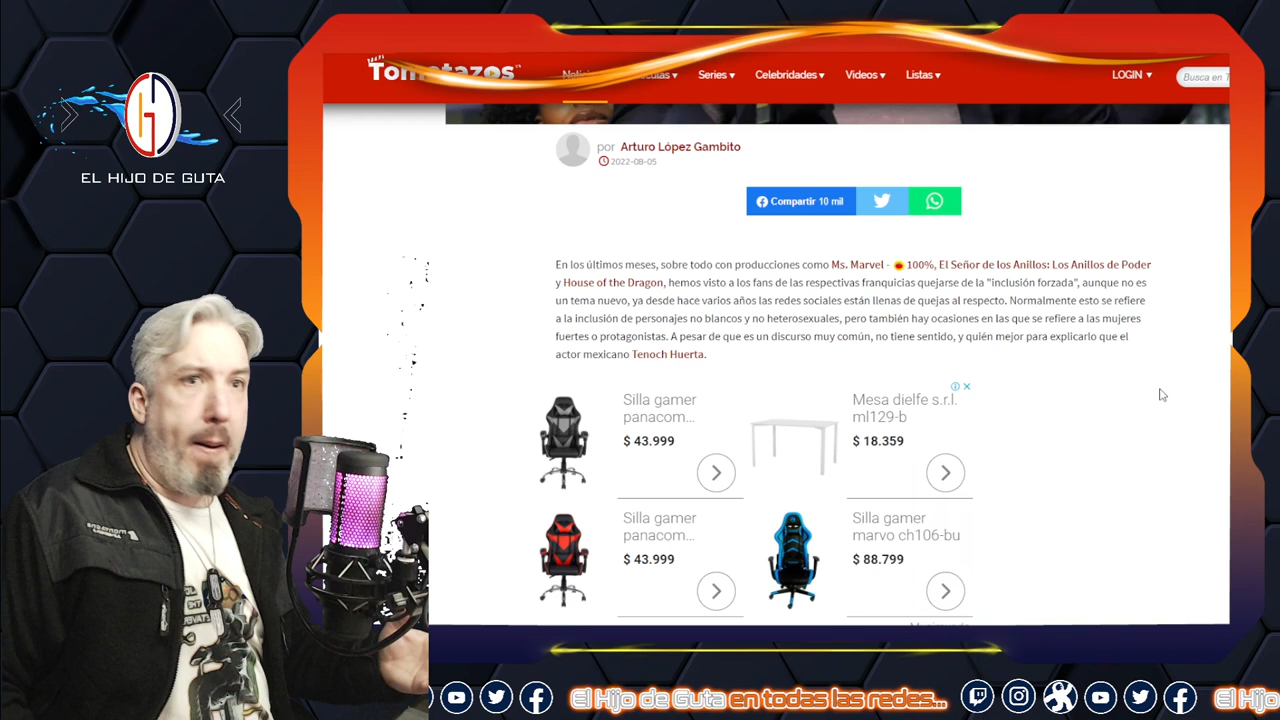 EL HIJO DE GUTA
Tomatazos
Noticias Películas Series Celebridades Videos Listas LOGIN Busca en T
por Arturo López Gambito
2022-08-05
Compartir 10 mil
En los últimos meses, sobre todo con producciones como Ms. Marvel - 100%, El Señor de los Anillos: Los Anillos de Poder
y House of the Dragon, hemos visto a los fans de las respectivas franquicias quejarse de la "inclusión forzada", aunque no es
un tema nuevo, ya desde hace varios años las redes sociales están llenas de quejas al respecto. Normalmente esto se refiere
a la inclusión de personajes no blancos y no heterosexuales, pero también hay ocasiones en las que se refiere a las mujeres
fuertes o protagonistas. A pesar de que es un discurso muy común, no tiene sentido, y quién mejor para explicarlo que el
actor mexicano Tenoch Huerta.
Silla gamer
panacom...
$ 43.999
Mesa dielfe s.r.l.
ml129-b
$ 18.359
Silla gamer
panacom...
$ 43.999
Silla gamer
marvo ch106-bu
$ 88.799
El Hijo de Guta en todas las redes... El Hijo